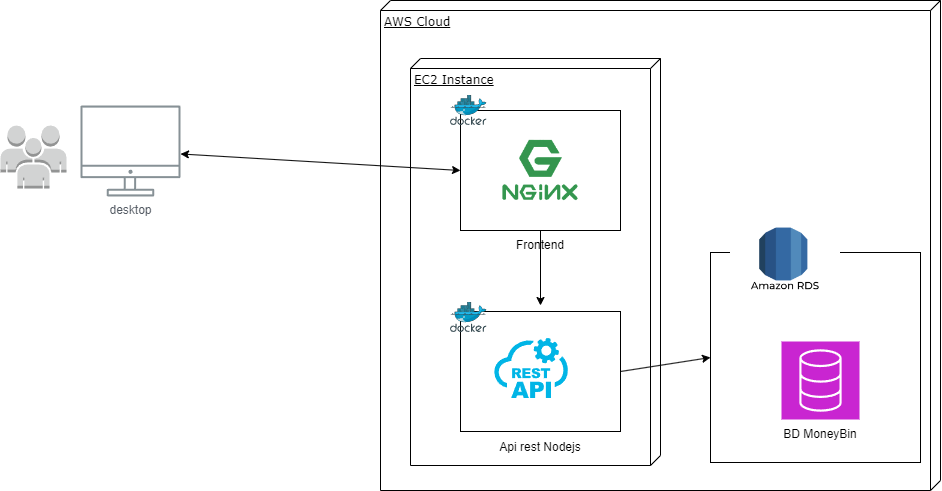 AWS Cloud
EC2 Instance
docker
NGiNX
desktop
Frontend
Amazon RDS
docker
REST
API
BD MoneyBin
Api rest Nodejs